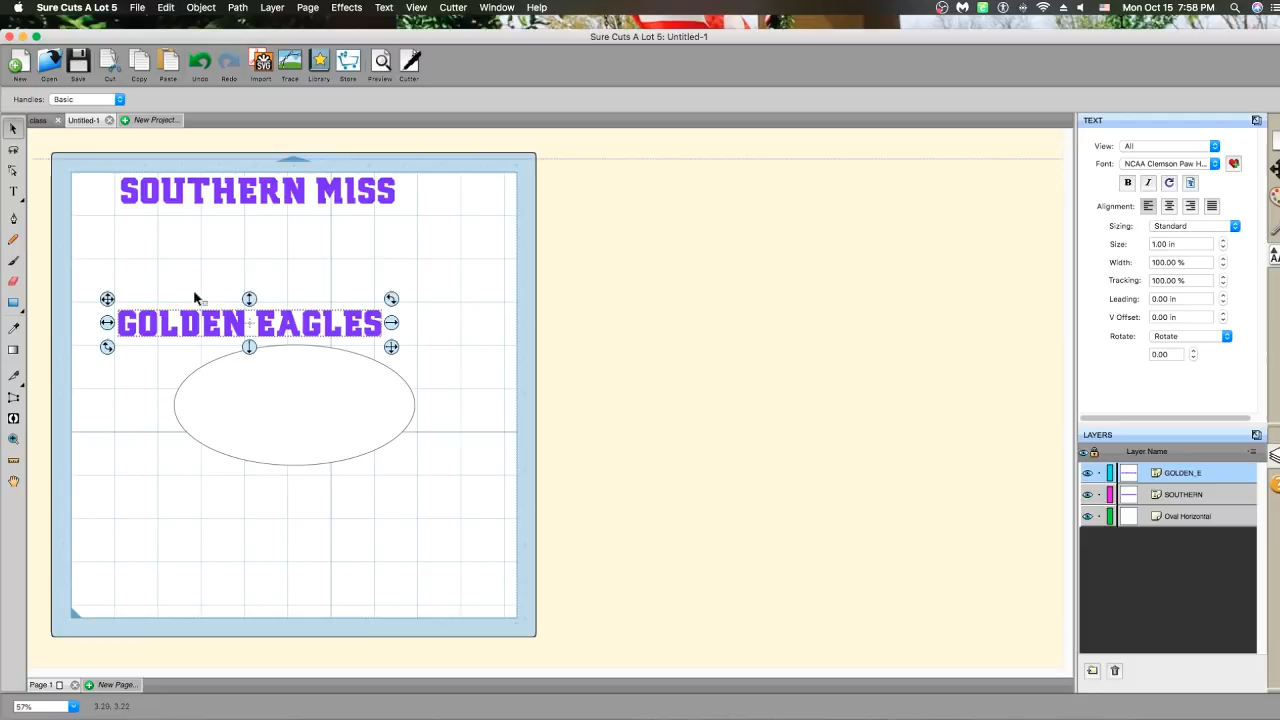 Sure Cuts A Lot 5 File Edit Object Path Layer Page Effects Text View Cutter Window Help Mon Oct 15 7:58 PM
Sure Cuts A Lot 5: Untitled-1
New Open Save Cut Copy Paste Undo Redo Import Trace Library Store Preview Cutter
SVG
Handles: Basic
class Untitled-1 New Project...
SOUTHERN MISS
GOLDEN EAGLES
TEXT
View: All
Font: NCAA Clemson Paw H...
B I
Alignment:
Sizing: Standard
Size: 1.00 in
Width: 100.00 %
Tracking: 100.00 %
Leading: 0.00 in
V Offset: 0.00 in
Rotate: Rotate
0.00
LAYERS
Layer Name
GOLDEN_E
SOUTHERN
Oval Horizontal
Page 1 New Page...
57% 3.29, 3.22